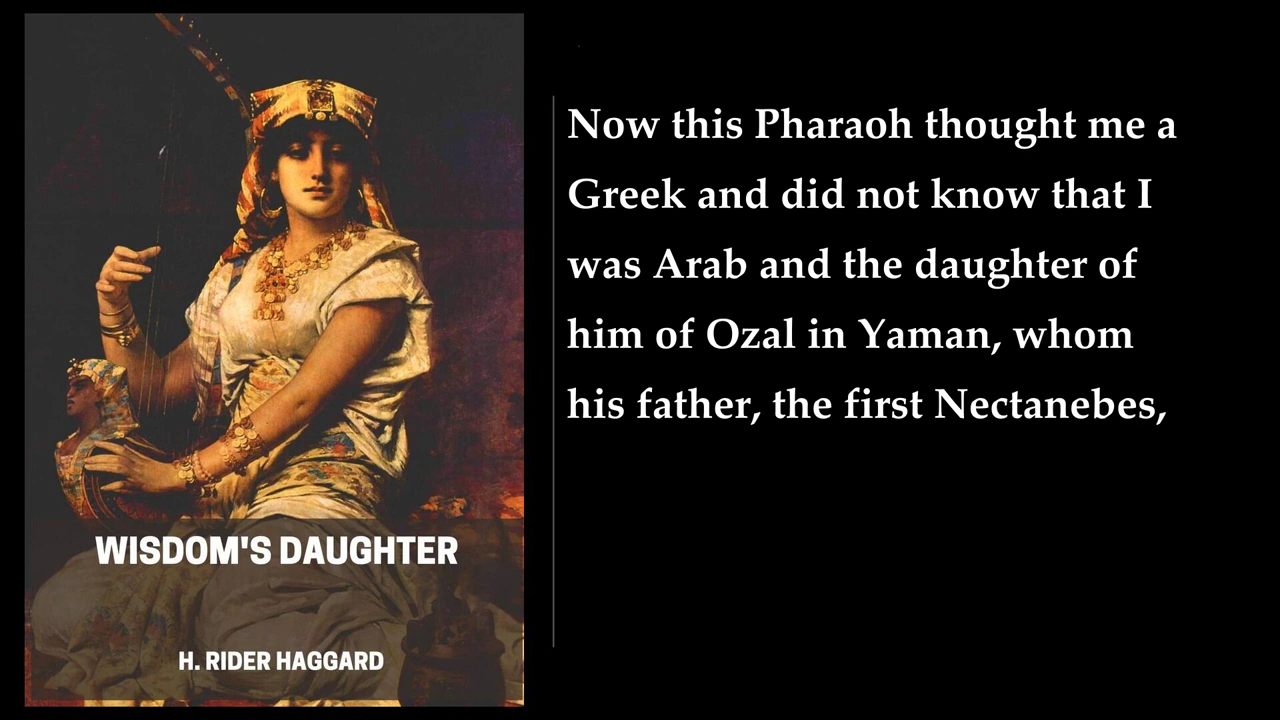 WISDOM'S DAUGHTER
H. RIDER HAGGARD
Now this Pharaoh thought me a
Greek and did not know that I
was Arab and the daughter of
him of Ozal in Yaman, whom
his father, the first Nectanebes,